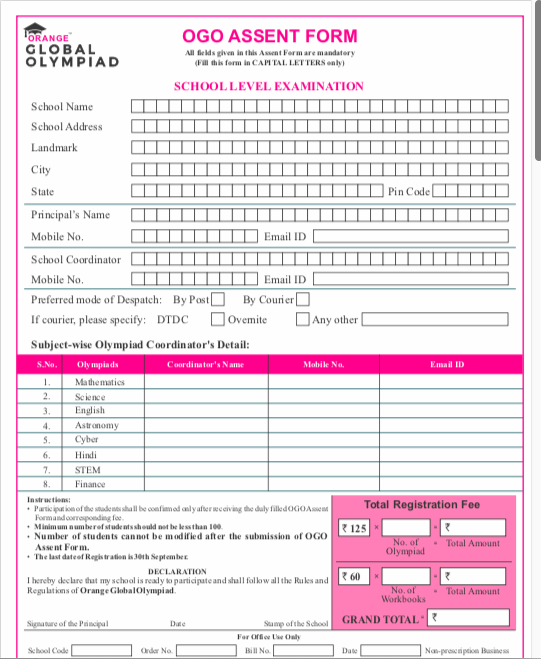 ORANGE
GLOBAL
OLYMPIAD
OGO ASSENT FORM
All fields given in this Assent Form are mandatory
(Fill this form in CAPITAL LETTERS only)
SCHOOL LEVEL EXAMINATION
School Name
School Address
Landmark
City
State Pin Code
Principal's Name
Mobile No. Email ID
School Coordinator
Mobile No. Email ID
Preferred mode of Despatch: By Post By Courier
If courier, please specify: DTDC Overnite Any other
Subject-wise Olympiad Coordinator's Detail:
S.No. Olympiads Coordinator's Name Mobile No. Email ID
1. Mathematics
2. Science
3. English
4. Astronomy
5. Cyber
6. Hindi
7. STEM
8. Finance
Instructions:
• Participation of the students shall be confirmed only after receiving the duly filled OGO Assent
Form and corresponding fee.
• Minimum number of students should not be less than 100.
• Number of students cannot be modified after the submission of OGO
Assent Form.
• The last date of Registration is 30th September.
DECLARATION
I hereby declare that my school is ready to participate and shall follow all the Rules and
Regulations of Orange Global Olympiad.
Signature of the Principal Date Stamp of the School
Total Registration Fee
₹ 125 × = ₹
No. of
Olympiad = Total Amount
₹ 60 × = ₹
No. of
Workbooks = Total Amount
GRAND TOTAL = ₹
For Office Use Only
School Code Order No. Bill No. Date Non-prescription Business